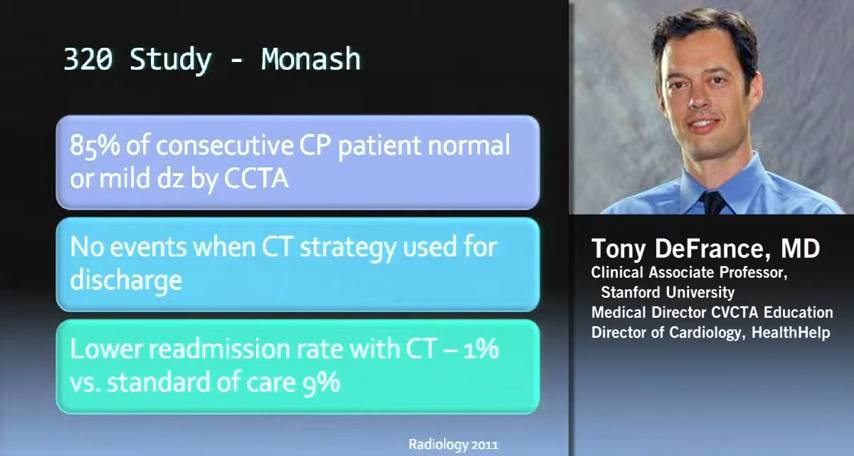 320 Study - Monash
85% of consecutive CP patient normal
or mild dz by CCTA
No events when CT strategy used for
discharge
Lower readmission rate with CT – 1%
vs. standard of care 9%
Radiology 2011
Tony DeFrance, MD
Clinical Associate Professor,
Stanford University
Medical Director CVCTA Education
Director of Cardiology, HealthHelp